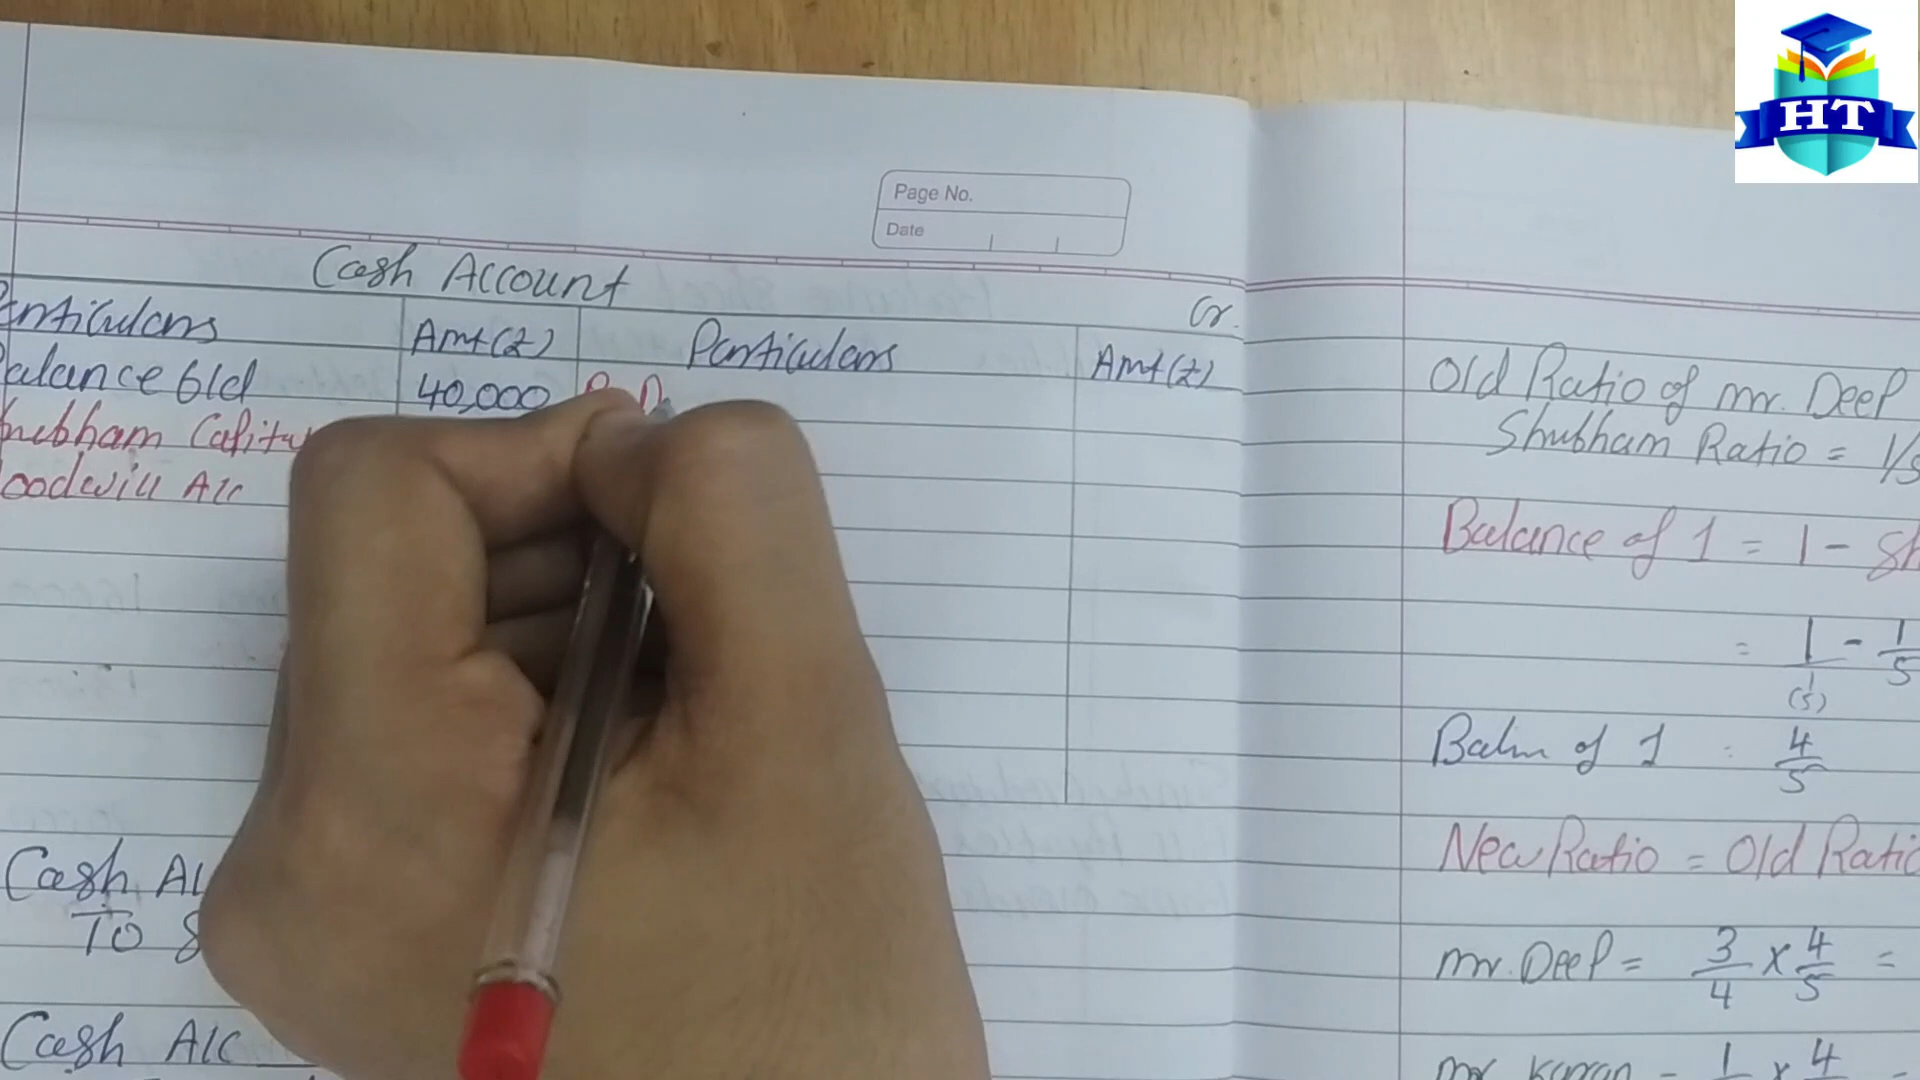 HT
Page No.
Date
Cash Account
Cr.
Particulars Amt (₹) Particulars Amt (₹)
Balance b/d 40,000
Shubham Capital
Goodwill A/c
Cash A/c
To S
Cash A/c
Old Ratio of Mr. Deep
Shubham Ratio = 1/5
Balance of 1 = 1 - Sh
= 1 - 1/5
(5)
Balm of 1 = 4/5
New Ratio = Old Ratio
Mr. Deep = 3/4 x 4/5 =
Mr Karan = 1 x 4 =